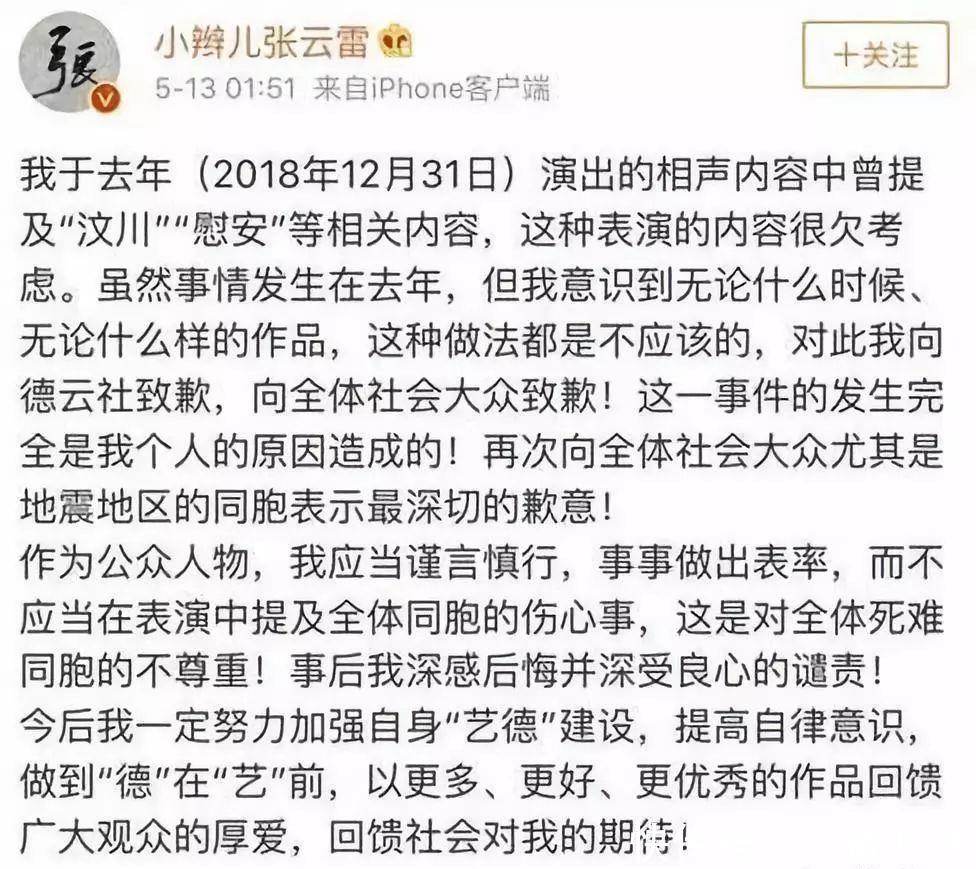 小辫儿张云雷
+关注
5-13 01:51 来自iPhone客户端
我于去年（2018年12月31日）演出的相声内容中曾提
及“汶川”“慰安”等相关内容，这种表演的内容很欠考
虑。虽然事情发生在去年，但我意识到无论什么时候、
无论什么样的作品，这种做法都是不应该的，对此我向
德云社致歉，向全体社会大众致歉！这一事件的发生完
全是我个人的原因造成的！再次向全体社会大众尤其是
地震地区的同胞表示最深切的歉意！
作为公众人物，我应当谨言慎行，事事做出表率，而不
应当在表演中提及全体同胞的伤心事，这是对全体死难
同胞的不尊重！事后我深感后悔并深受良心的谴责！
今后我一定努力加强自身“艺德”建设，提高自律意识，
做到“德”在“艺”前，以更多、更好、更优秀的作品回馈
广大观众的厚爱，回馈社会对我的期待